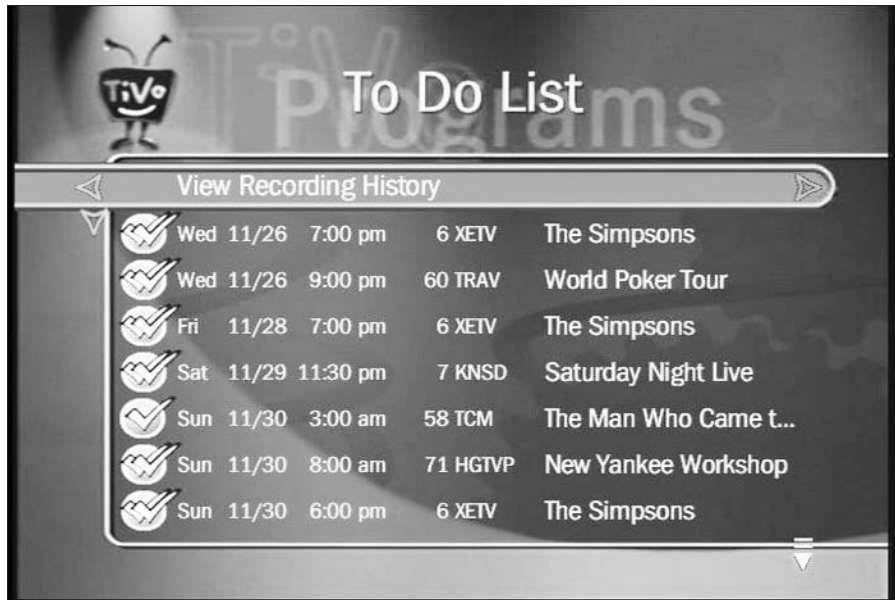 TiVo
TiVo
Programs
To Do List
View Recording History
Wed 11/26 7:00 pm 6 XETV The Simpsons
Wed 11/26 9:00 pm 60 TRAV World Poker Tour
Fri 11/28 7:00 pm 6 XETV The Simpsons
Sat 11/29 11:30 pm 7 KNSD Saturday Night Live
Sun 11/30 3:00 am 58 TCM The Man Who Came t...
Sun 11/30 8:00 am 71 HGTVP New Yankee Workshop
Sun 11/30 6:00 pm 6 XETV The Simpsons